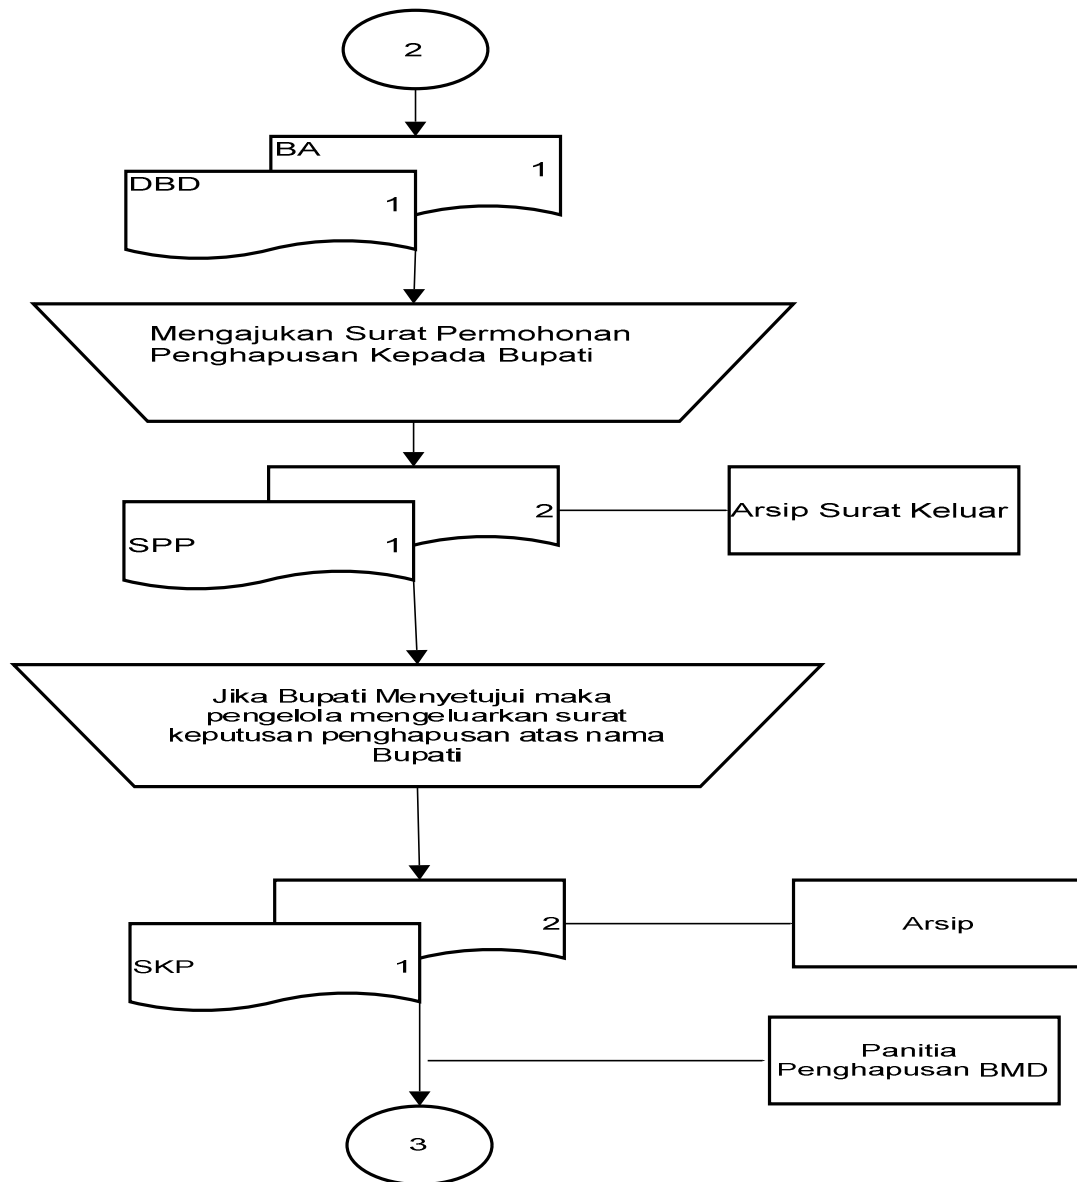 2
BA
1
DBD
1
Mengajukan Surat Permohonan
Penghapusan Kepada Bupati
2
Arsip Surat Keluar
SPP
1
Jika Bupati Menyetujui maka
pengelola mengeluarkan surat
keputusan penghapusan atas nama
Bupati
2
Arsip
SKP
1
Panitia
Penghapusan BMD
3